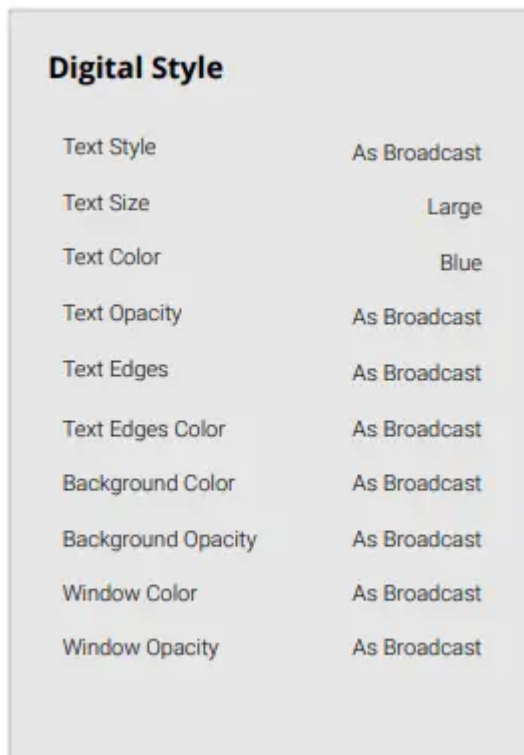 Digital Style
Text Style As Broadcast
Text Size Large
Text Color Blue
Text Opacity As Broadcast
Text Edges As Broadcast
Text Edges Color As Broadcast
Background Color As Broadcast
Background Opacity As Broadcast
Window Color As Broadcast
Window Opacity As Broadcast